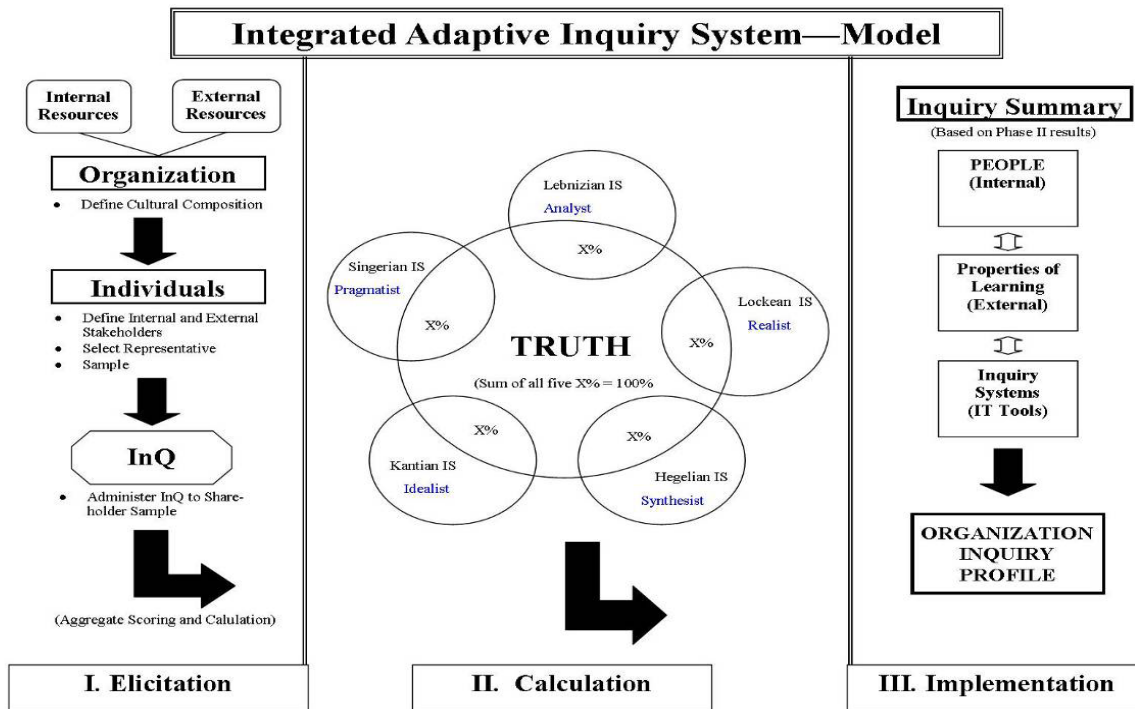 Integrated Adaptive Inquiry System—Model
Internal
Resources
External
Resources
Organization
• Define Cultural Composition
Individuals
• Define Internal and External
Stakeholders
• Select Representative
• Sample
InQ
• Administer InQ to Share-
holder Sample
(Aggregate Scoring and Calulation)
I. Elicitation
Lebnizian IS
Analyst
X%
Singerian IS
Pragmatist
X%
Lockean IS
Realist
X%
TRUTH
(Sum of all five X% = 100%
Kantian IS
Idealist
X%
Hegelian IS
Synthesist
X%
II. Calculation
Inquiry Summary
(Based on Phase II results)
PEOPLE
(Internal)
Properties of
Learning
(External)
Inquiry
Systems
(IT Tools)
ORGANIZATION
INQUIRY
PROFILE
III. Implementation